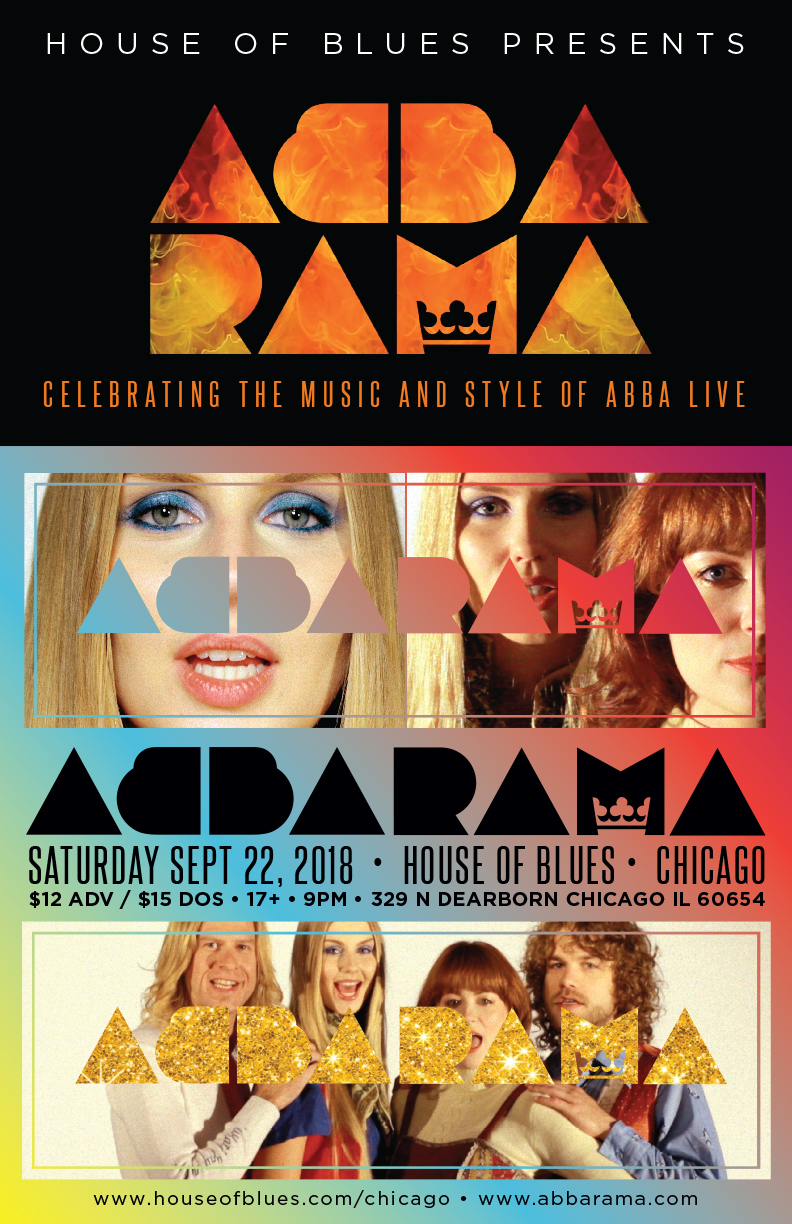 HOUSE OF BLUES PRESENTS
ABBA
RAMA
CELEBRATING THE MUSIC AND STYLE OF ABBA LIVE
ABBARAMA
ABBARAMA
SATURDAY SEPT 22, 2018 • HOUSE OF BLUES • CHICAGO
$12 ADV / $15 DOS • 17+ • 9PM • 329 N DEARBORN CHICAGO IL 60654
ABBARAMA
www.houseofblues.com/chicago • www.abbarama.com